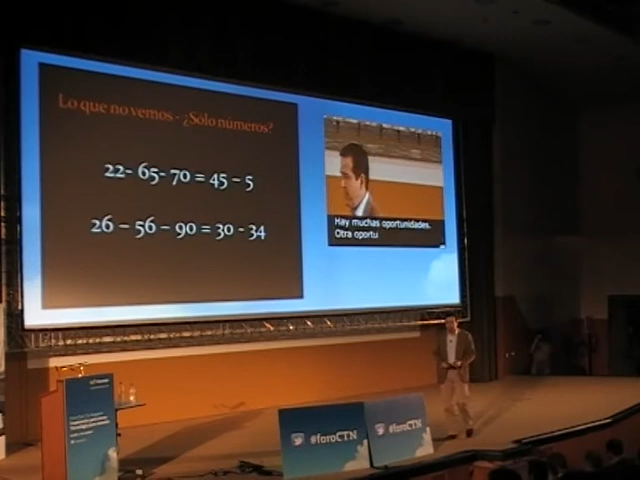 Lo que no vemos - ¿Sólo números?
22- 65- 70 = 45 – 5
26 – 56 – 90 = 30 - 34
Hay muchas oportunidades.
Otra oportu
#foroCTN
#foroCTN